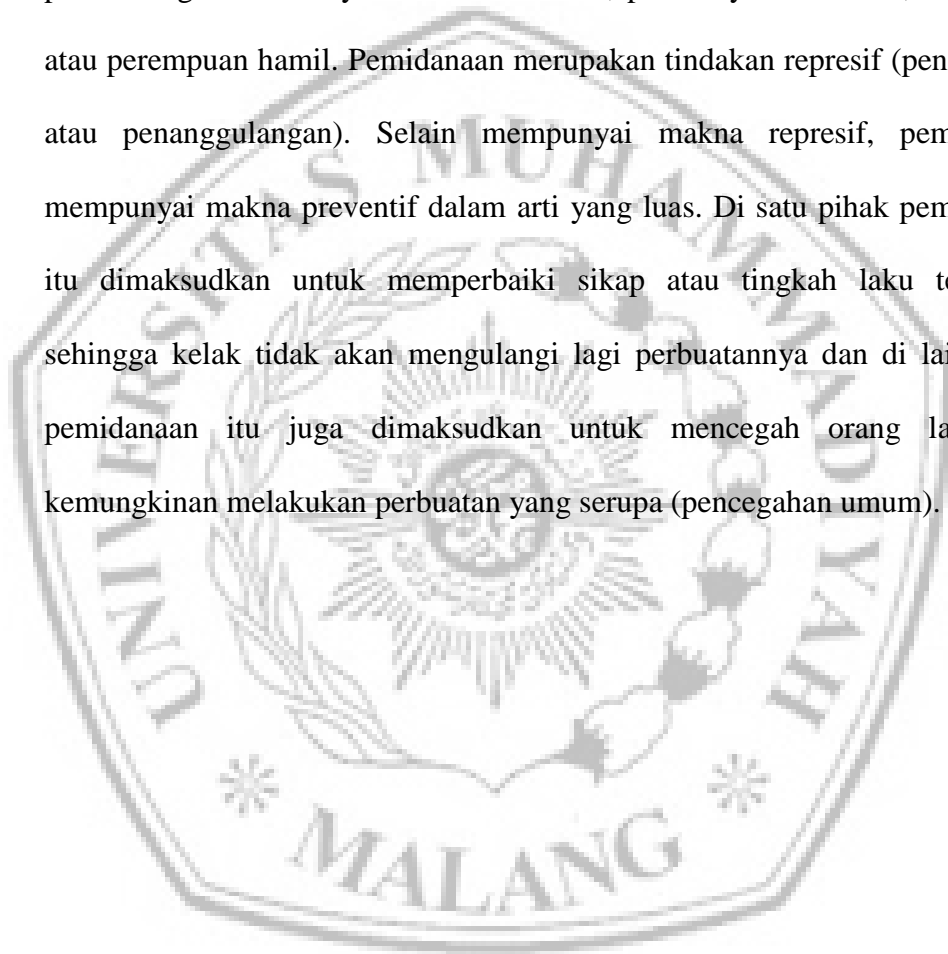 atau perempuan hamil. Pemidanaan merupakan tindakan represif (pen
atau penanggulangan). Selain mempunyai makna represif, pem
mempunyai makna preventif dalam arti yang luas. Di satu pihak pem
itu dimaksudkan untuk memperbaiki sikap atau tingkah laku te
sehingga kelak tidak akan mengulangi lagi perbuatannya dan di lai
pemidanaan itu juga dimaksudkan untuk mencegah orang la
kemungkinan melakukan perbuatan yang serupa (pencegahan umum).
UNIVERSITAS MUHAMMADIYAH
MALANG